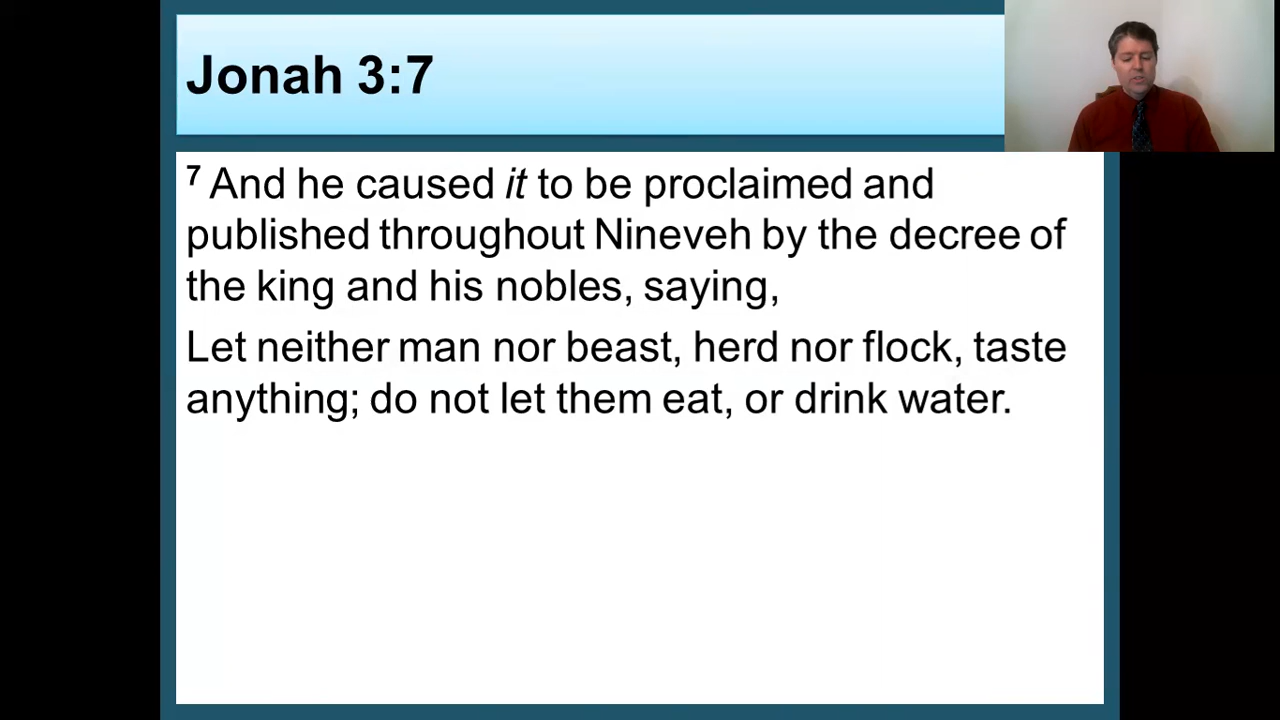 Jonah 3:7
7 And he caused it to be proclaimed and
published throughout Nineveh by the decree of
the king and his nobles, saying,
Let neither man nor beast, herd nor flock, taste
anything; do not let them eat, or drink water.